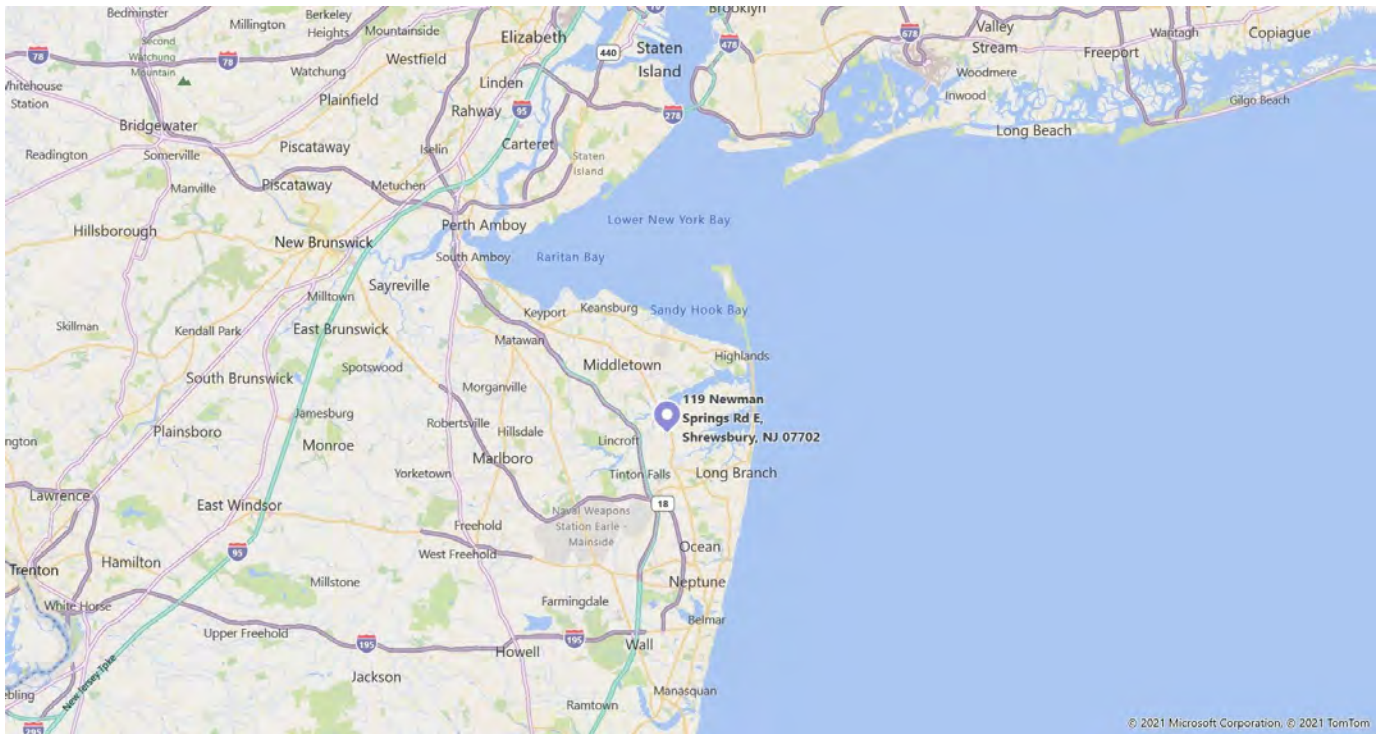 Bedminster
Millington
Berkeley
Heights
Mountainside
Elizabeth
440
Staten
Island
478
Brooklyn
678
Valley
Stream
Freeport
Wantagh
Copiague
78
Second
Watchung
Mountain
78
Watchung
Westfield
Linden
Woodmere
Inwood
Gilgo Beach
Whitehouse
Station
Plainfield
Rahway
95
278
Long Beach
Bridgewater
Readington
Somerville
Piscataway
Iselin
Carteret
Staten
Island
Manville
Piscataway
Metuchen
Hillsborough
New Brunswick
Perth Amboy
Lower New York Bay
South Amboy
Raritan Bay
Sayreville
Milltown
Keyport
Keansburg
Sandy Hook Bay
Skillman
Kendall Park
East Brunswick
Matawan
Spotswood
Middletown
Highlands
South Brunswick
Morganville
119 Newman
Springs Rd E,
Shrewsbury, NJ 07702
Jamesburg
Robertsville
Hillsdale
Lincroft
Plainsboro
Monroe
Marlboro
Yorketown
Tinton Falls
Long Branch
Lawrence
East Windsor
18
Naval Weapons
Station Earle -
Mainside
Freehold
West Freehold
Ocean
95
Hamilton
Trenton
Millstone
Neptune
White Horse
Farmingdale
Belmar
Upper Freehold
195
195
Howell
Wall
Jackson
New Jersey Tpke
Manasquan
Ramtown
© 2021 Microsoft Corporation, © 2021 TomTom